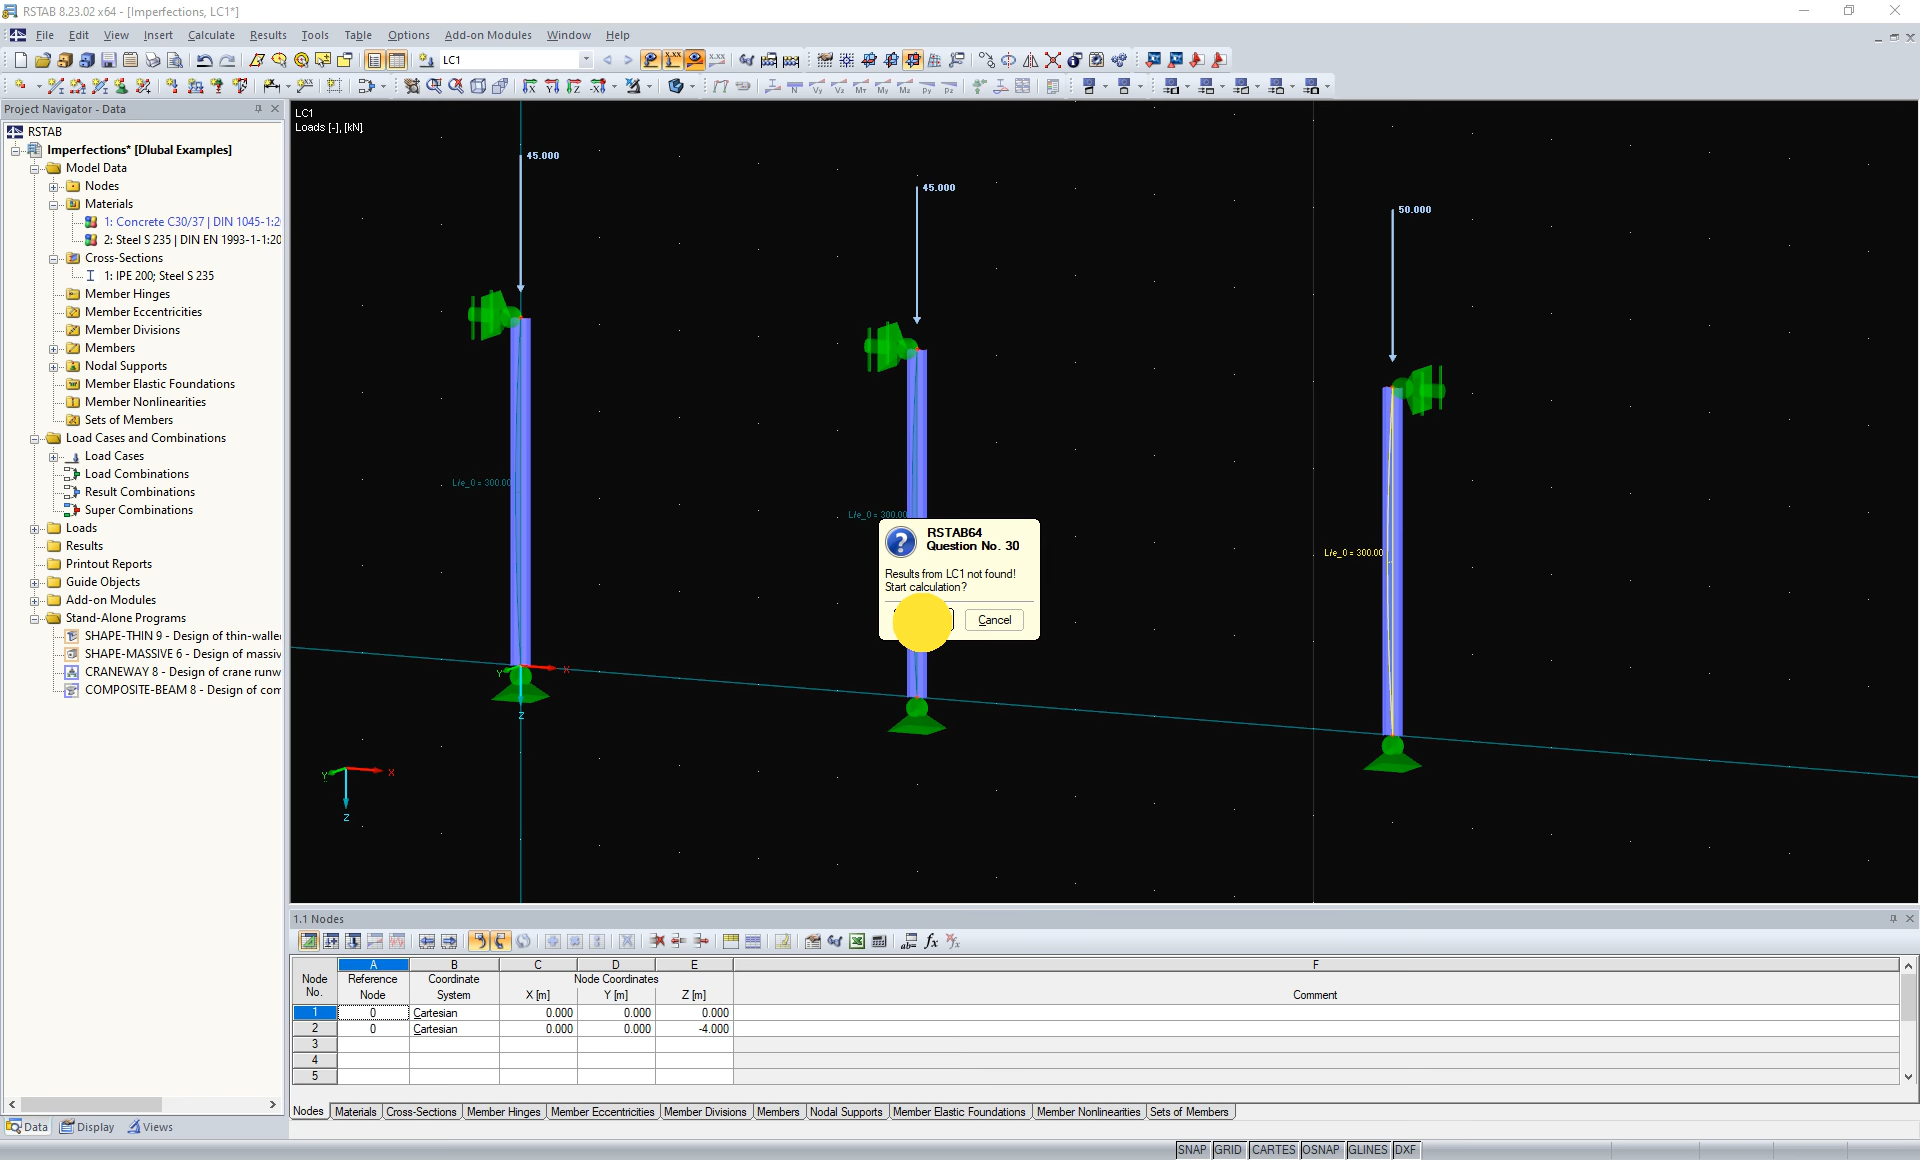 RSTAB 8.23.02 x64 - [Imperfections, LC1*]
File Edit View Insert Calculate Results Tools Table Options Add-on Modules Window Help
LC1
Project Navigator - Data
RSTAB
Imperfections* [Dlubal Examples]
Model Data
Nodes
Materials
1: Concrete C30/37 | DIN 1045-1:2
2: Steel S 235 | DIN EN 1993-1-1:20
Cross-Sections
1: IPE 200; Steel S 235
Member Hinges
Member Eccentricities
Member Divisions
Members
Nodal Supports
Member Elastic Foundations
Member Nonlinearities
Sets of Members
Load Cases and Combinations
Load Cases
Load Combinations
Result Combinations
Super Combinations
Loads
Results
Printout Reports
Guide Objects
Add-on Modules
Stand-Alone Programs
SHAPE-THIN 9 - Design of thin-walle
SHAPE-MASSIVE 6 - Design of massiv
CRANEWAY 8 - Design of crane runw
COMPOSITE-BEAM 8 - Design of com
Data Display Views
LC1
Loads [-], [kN]
45.000
45.000
50.000
L/e_0 = 300.00
L/e_0 = 300.00
L/e_0 = 300.00
X
Y
Z
X
Y
Z
RSTAB64
Question No. 30
Results from LC1 not found!
Start calculation?
Cancel
1.1 Nodes
A B C D E F
Node Reference Coordinate Node Coordinates
No. Node System X [m] Y [m] Z [m] Comment
1 0 Cartesian 0.000 0.000 0.000
2 0 Cartesian 0.000 0.000 -4.000
3
4
5
Nodes Materials Cross-Sections Member Hinges Member Eccentricities Member Divisions Members Nodal Supports Member Elastic Foundations Member Nonlinearities Sets of Members
SNAP GRID CARTES OSNAP GLINES DXF